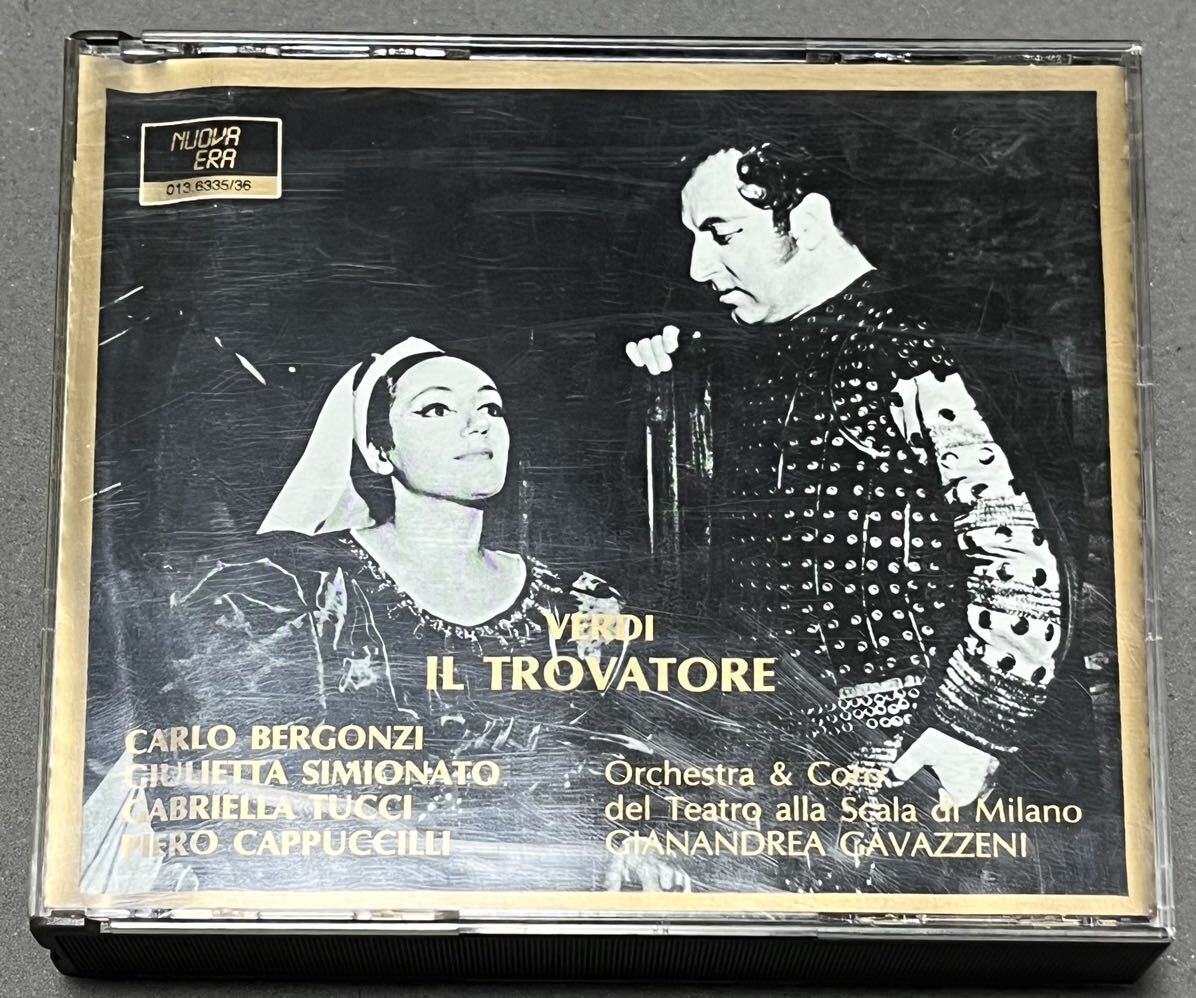 NUOVA
ERA
013.6335/36
VERDI
IL TROVATORE
CARLO BERGONZI
GIULIETTA SIMIONATO
GABRIELLA TUCCI
PIERO CAPPUCCILLI
Orchestra & Coro
del Teatro alla Scala di Milano
GIANANDREA GAVAZZENI